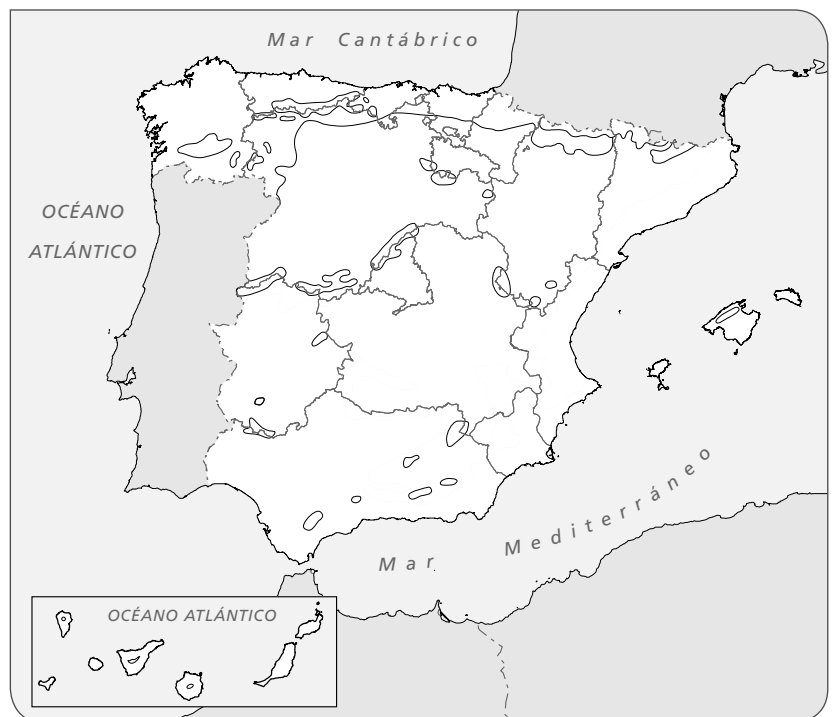 Mar Cantábrico
OCÉANO
ATLÁNTICO
Mar Mediterráneo
OCÉANO ATLÁNTICO